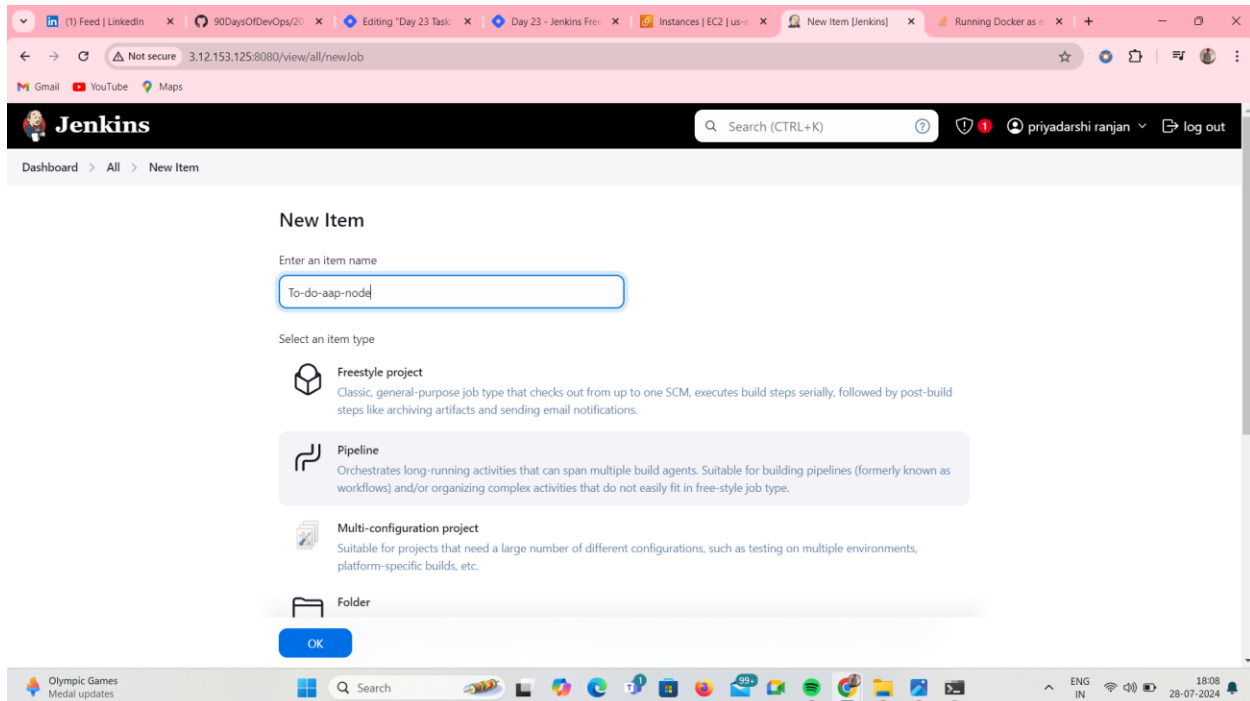 (1) Feed | LinkedIn
90DaysOfDevOps/20
Editing "Day 23 Task:
Day 23 - Jenkins Free
Instances | EC2 | us-e
New Item [Jenkins]
Running Docker as n
Not secure 3.12.153.125:8080/view/all/newJob
Gmail YouTube Maps
Jenkins
Search (CTRL+K)
1
priyadarshi ranjan
log out
Dashboard > All > New Item
New Item
Enter an item name
To-do-aap-node
Select an item type
Freestyle project
Classic, general-purpose job type that checks out from up to one SCM, executes build steps serially, followed by post-build
steps like archiving artifacts and sending email notifications.
Pipeline
Orchestrates long-running activities that can span multiple build agents. Suitable for building pipelines (formerly known as
workflows) and/or organizing complex activities that do not easily fit in free-style job type.
Multi-configuration project
Suitable for projects that need a large number of different configurations, such as testing on multiple environments,
platform-specific builds, etc.
Folder
OK
Olympic Games
Medal updates
Search
99+
ENG
IN
18:08
28-07-2024